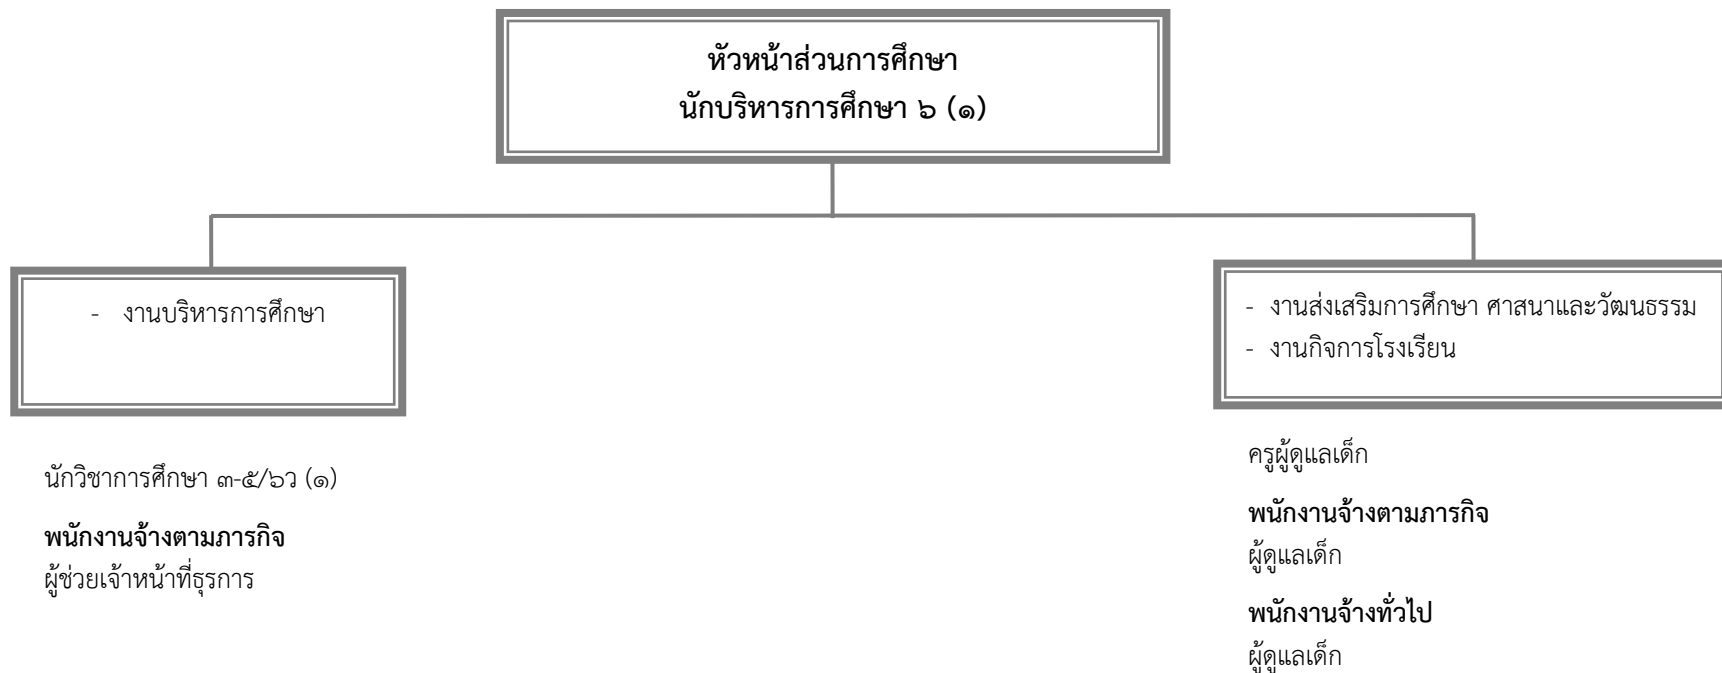 หัวหน้าส่วนการศึกษา
นักบริหารการศึกษา ๖ (๑)
- งานบริหารการศึกษา
- งานส่งเสริมการศึกษา ศาสนาและวัฒนธรรม
- งานกิจการโรงเรียน
นักวิชาการศึกษา ๓-๕/๖ว (๑)
พนักงานจ้างตามภารกิจ
ผู้ช่วยเจ้าหน้าที่ธุรการ
ครูผู้ดูแลเด็ก
พนักงานจ้างตามภารกิจ
ผู้ดูแลเด็ก
พนักงานจ้างทั่วไป
ผู้ดูแลเด็ก